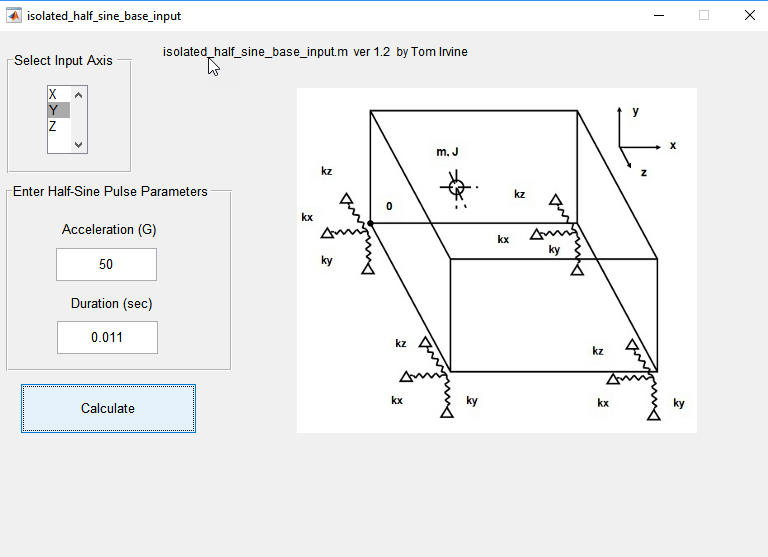 isolated_half_sine_base_input
isolated_half_sine_base_input.m ver 1.2 by Tom Irvine
Select Input Axis
X
Y
Z
Enter Half-Sine Pulse Parameters
Acceleration (G)
50
Duration (sec)
0.011
Calculate
y
x
z
m, J
kz
0
kz
kx
kx
ky
ky
kz
kz
kx
ky
kx
ky